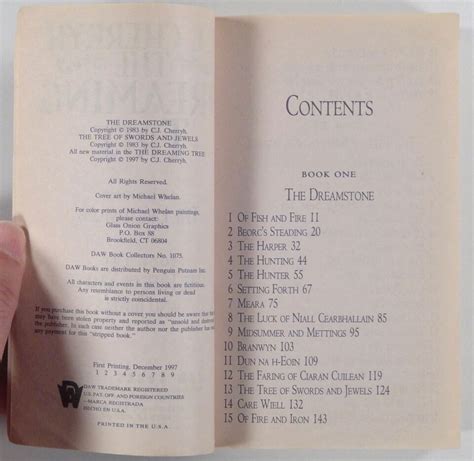 THE DREAMSTONE
Copyright © 1983 by C.J. Cherryh.
THE TREE OF SWORDS AND JEWELS
Copyright © 1983 by C.J. Cherryh.
All new material in the THE DREAMING TREE
Copyright © 1997 by C.J. Cherryh.
All Rights Reserved.
Cover art by Michael Whelan.
For color prints of Michael Whelan paintings,
please contact:
Glass Onion Graphics
P.O. Box 88
Brookfield, CT 06804
DAW Book Collectors No. 1075.
DAW Books are distributed by Penguin Putnam Inc.
All characters and events in this book are fictitious.
Any resemblance to persons living or dead
is strictly coincidental.
If you purchase this book without a cover you should be aware that
may have been stolen property and reported as "unsold and destroyed
the publisher. In such case neither the author nor the publisher has
any payment for this "stripped book."
First Printing, December 1997
1 2 3 4 5 6 7 8 9
DAW TRADEMARK REGISTERED
U.S. PAT. OFF. AND FOREIGN COUNTRIES
—MARCA REGISTRADA
HECHO EN U.S.A.
PRINTED IN THE U.S.A.
CONTENTS
BOOK ONE
THE DREAMSTONE
1 OF FISH AND FIRE 11
2 BEORC'S STEADING 20
3 THE HARPER 32
4 THE HUNTING 44
5 THE HUNTER 55
6 SETTING FORTH 67
7 MEARA 75
8 THE LUCK OF NIALL CEARBHALLAIN 85
9 MIDSUMMER AND METTINGS 95
10 BRANWYN 103
11 DUN NA H-EOIN 109
12 THE FARING OF CIARAN CUILEAN 119
13 THE TREE OF SWORDS AND JEWELS 124
14 CARE WIELL 132
15 OF FIRE AND IRON 143